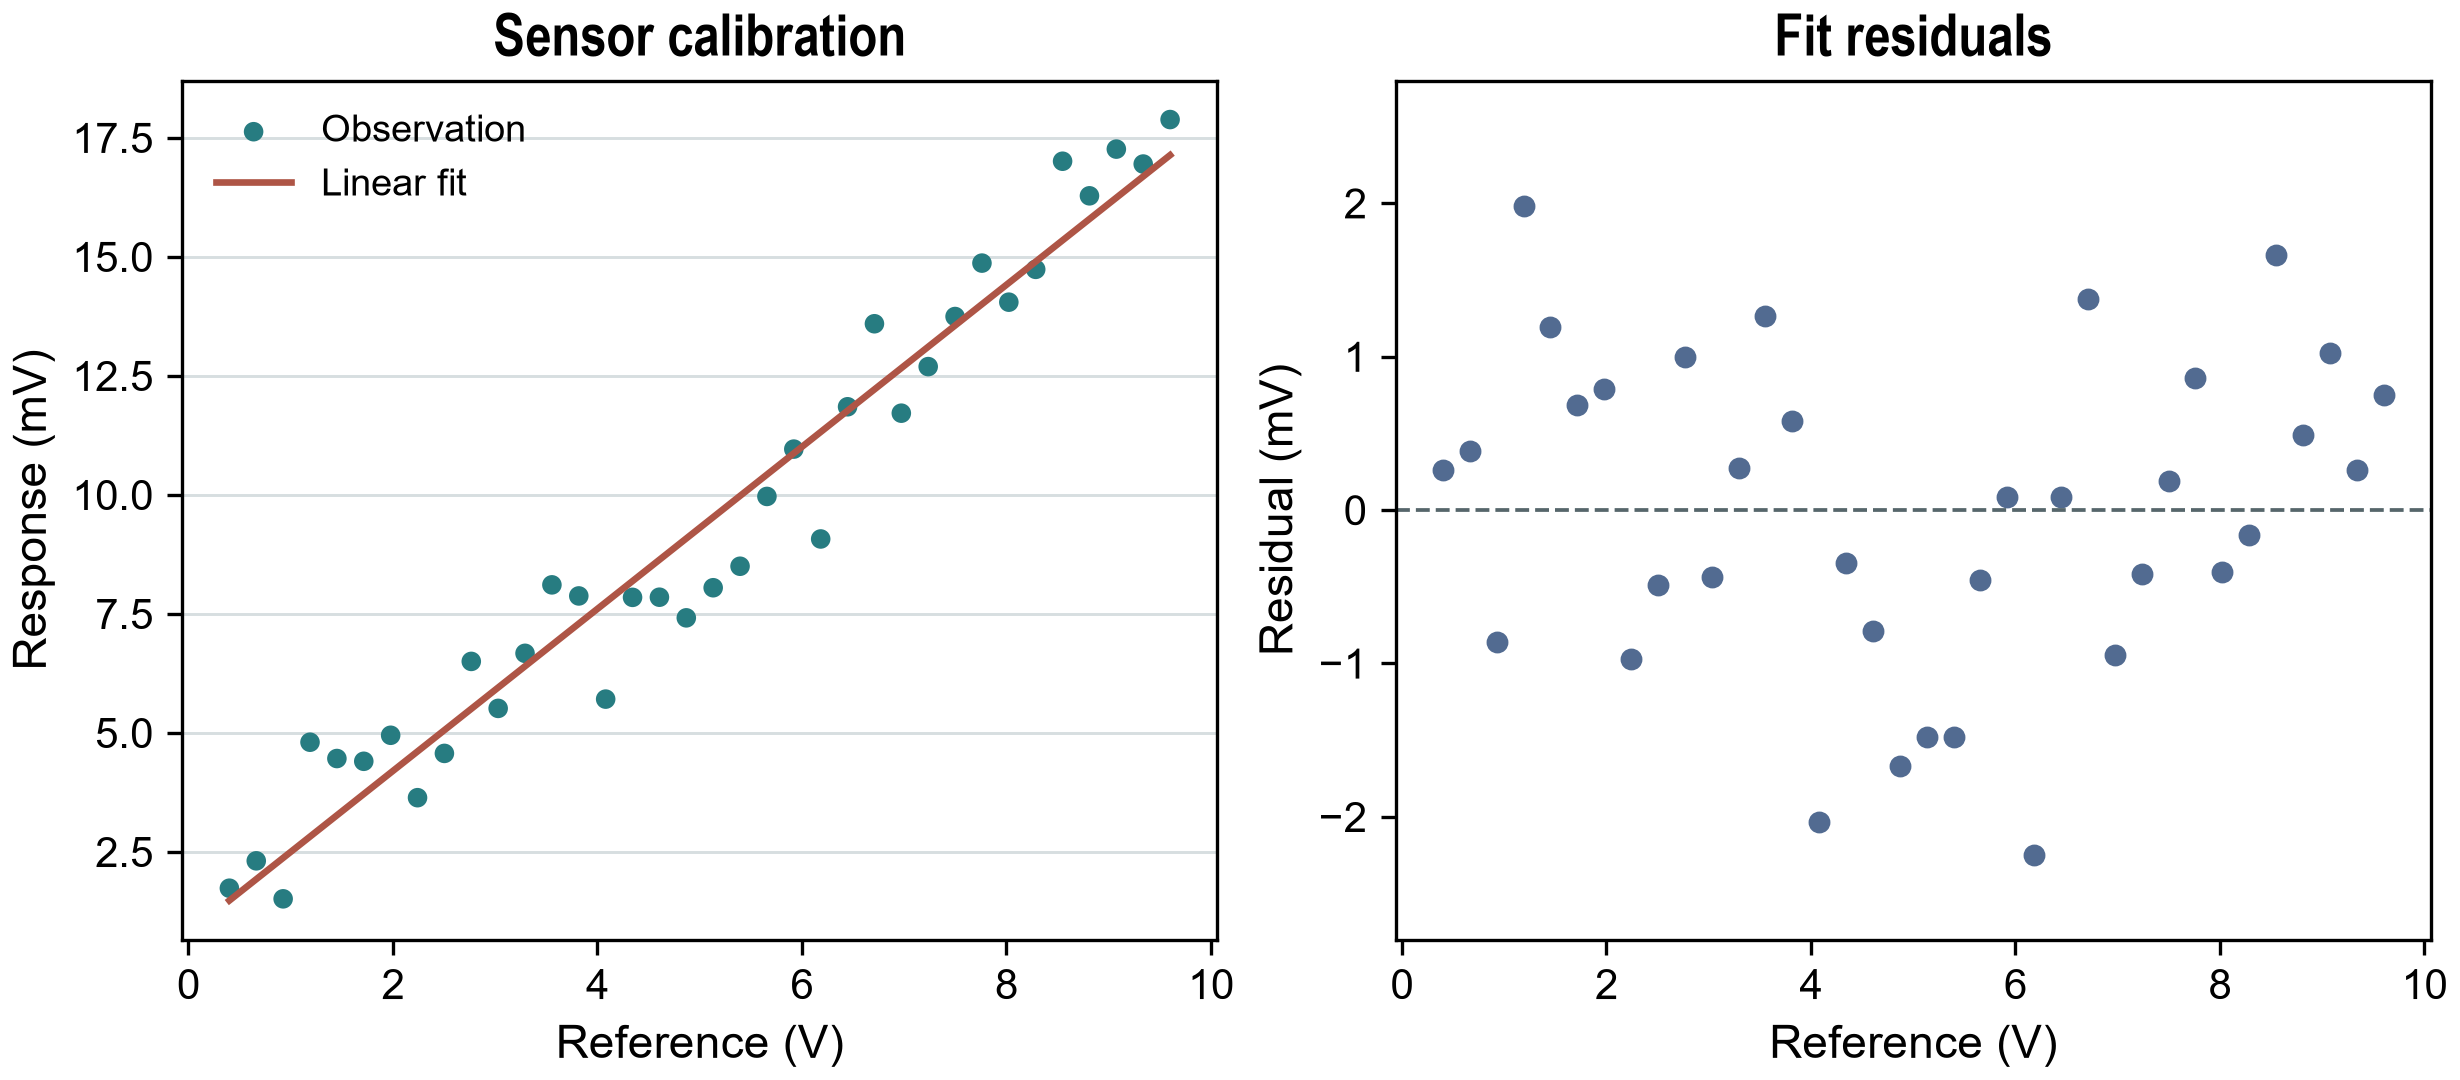 Sensor calibration
Observation
Linear fit
17.5
15.0
12.5
10.0
7.5
5.0
2.5
Response (mV)
0 2 4 6 8 10
Reference (V)
Fit residuals
2
1
0
−1
−2
Residual (mV)
0 2 4 6 8 10
Reference (V)